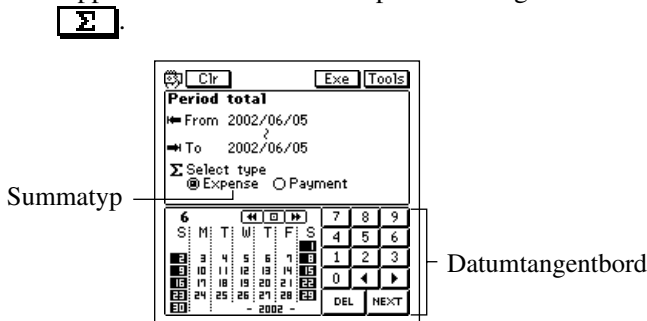 Σ .
Clr Exe Tools
Period total
From 2002/06/05
~
To 2002/06/05
Σ Select type
Expense Payment
Summatyp
6
S M T W T F S
1
2 3 4 5 6 7 8
9 10 11 12 13 14 15
16 17 18 19 20 21 22
23 24 25 26 27 28 29
30
- 2002 -
7 8 9
4 5 6
1 2 3
0
DEL NEXT
Datumtangentbord